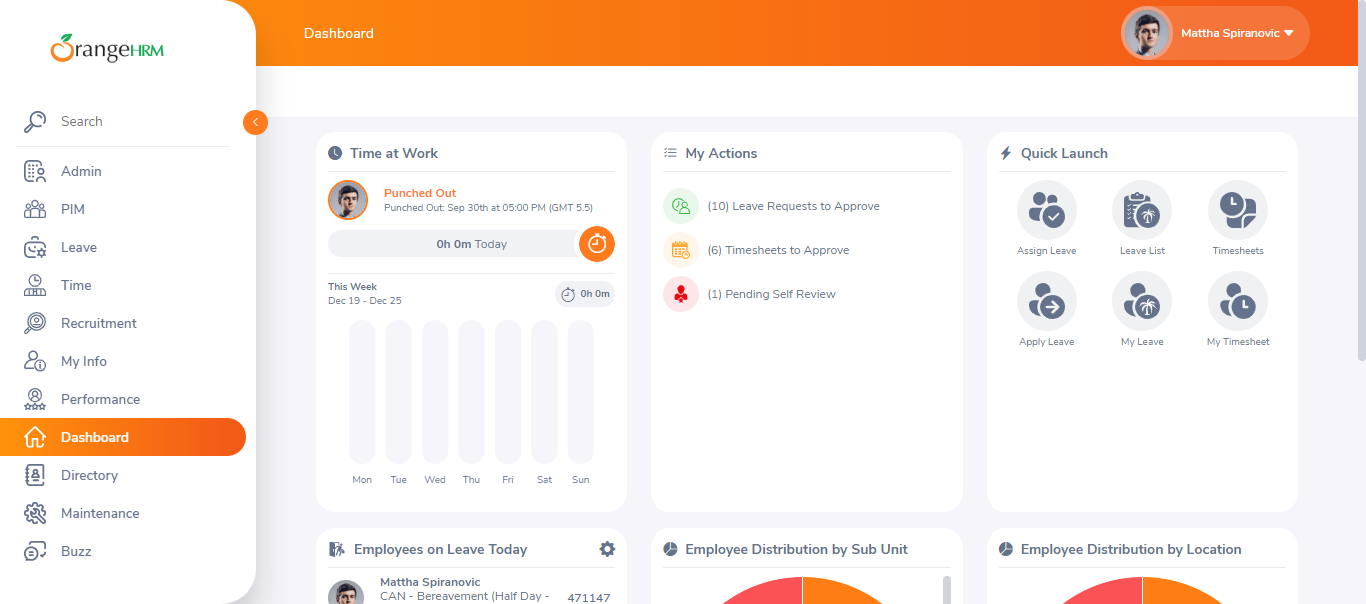 OrangeHRM
Dashboard
Mattha Spiranovic
Search
Admin
PIM
Leave
Time
Recruitment
My Info
Performance
Dashboard
Directory
Maintenance
Buzz
Time at Work
Punched Out
Punched Out: Sep 30th at 05:00 PM (GMT 5.5)
0h 0m Today
This Week
Dec 19 - Dec 25
0h 0m
Mon Tue Wed Thu Fri Sat Sun
My Actions
(10) Leave Requests to Approve
(6) Timesheets to Approve
(1) Pending Self Review
Quick Launch
Assign Leave
Leave List
Timesheets
Apply Leave
My Leave
My Timesheet
Employees on Leave Today
Mattha Spiranovic
CAN - Bereavement (Half Day -
471147
Employee Distribution by Sub Unit
Employee Distribution by Location